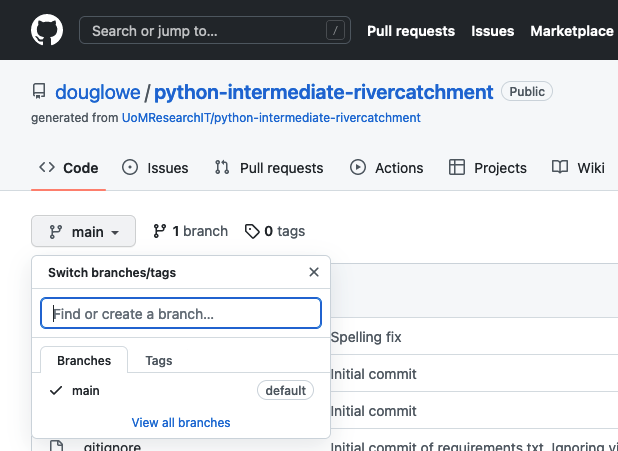 Search or jump to… / Pull requests Issues Marketplace
douglowe / python-intermediate-rivercatchment Public
generated from UoMResearchIT/python-intermediate-rivercatchment
Code Issues Pull requests Actions Projects Wiki
main 1 branch 0 tags
Switch branches/tags
Find or create a branch…
Spelling fix
Branches Tags
Initial commit
main default
Initial commit
View all branches
gitignore Initial commit of requirements.txt. Ignoring